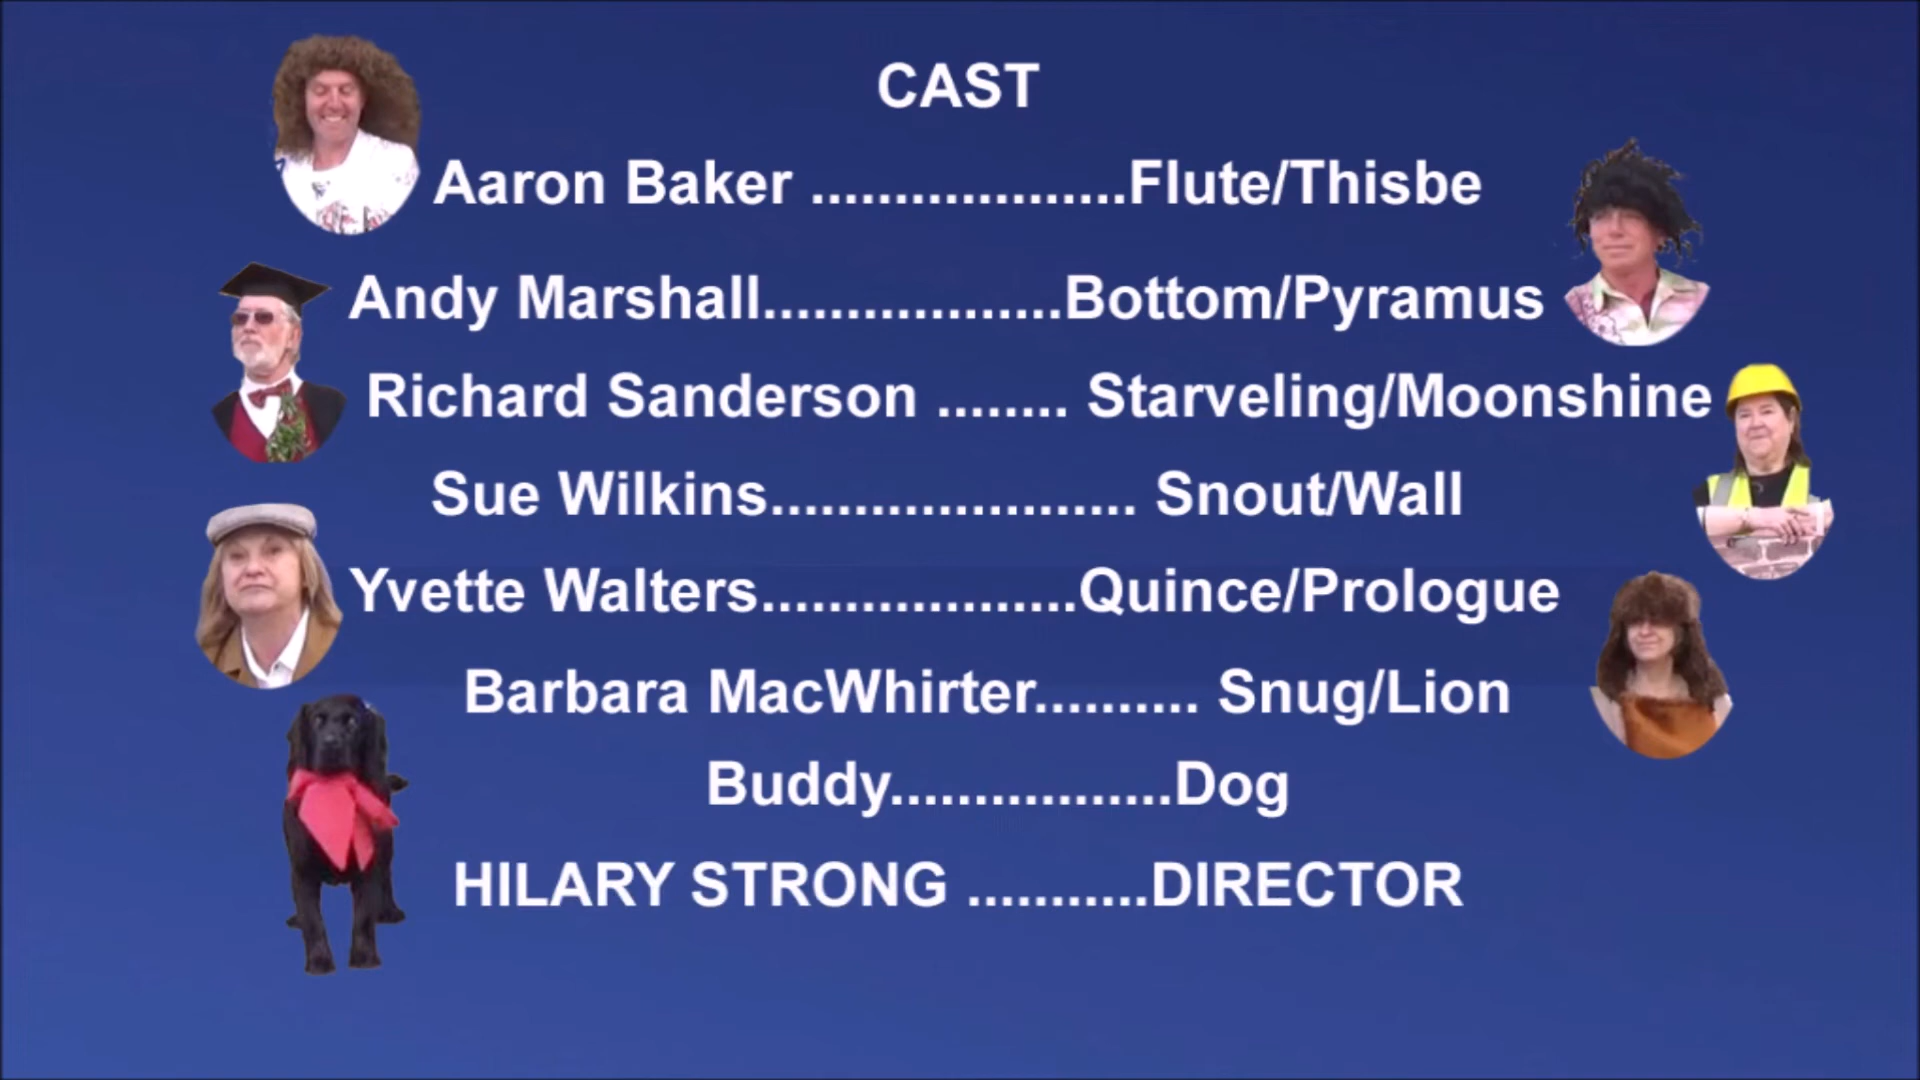 CAST
Aaron Baker ...................Flute/Thisbe
Andy Marshall..................Bottom/Pyramus
Richard Sanderson ........ Starveling/Moonshine
Sue Wilkins...................... Snout/Wall
Yvette Walters...................Quince/Prologue
Barbara MacWhirter.......... Snug/Lion
Buddy.................Dog
HILARY STRONG ...........DIRECTOR